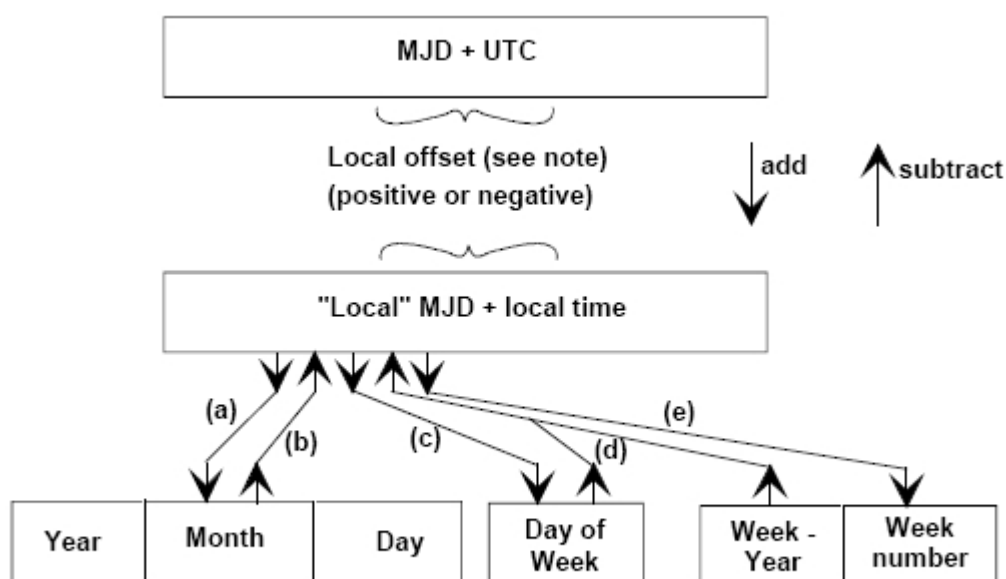 MJD + UTC
Local offset (see note)
(positive or negative)
add
subtract
"Local" MJD + local time
(a)
(b)
(c)
(d)
(e)
Year
Month
Day
Day of
Week
Week -
Year
Week
number